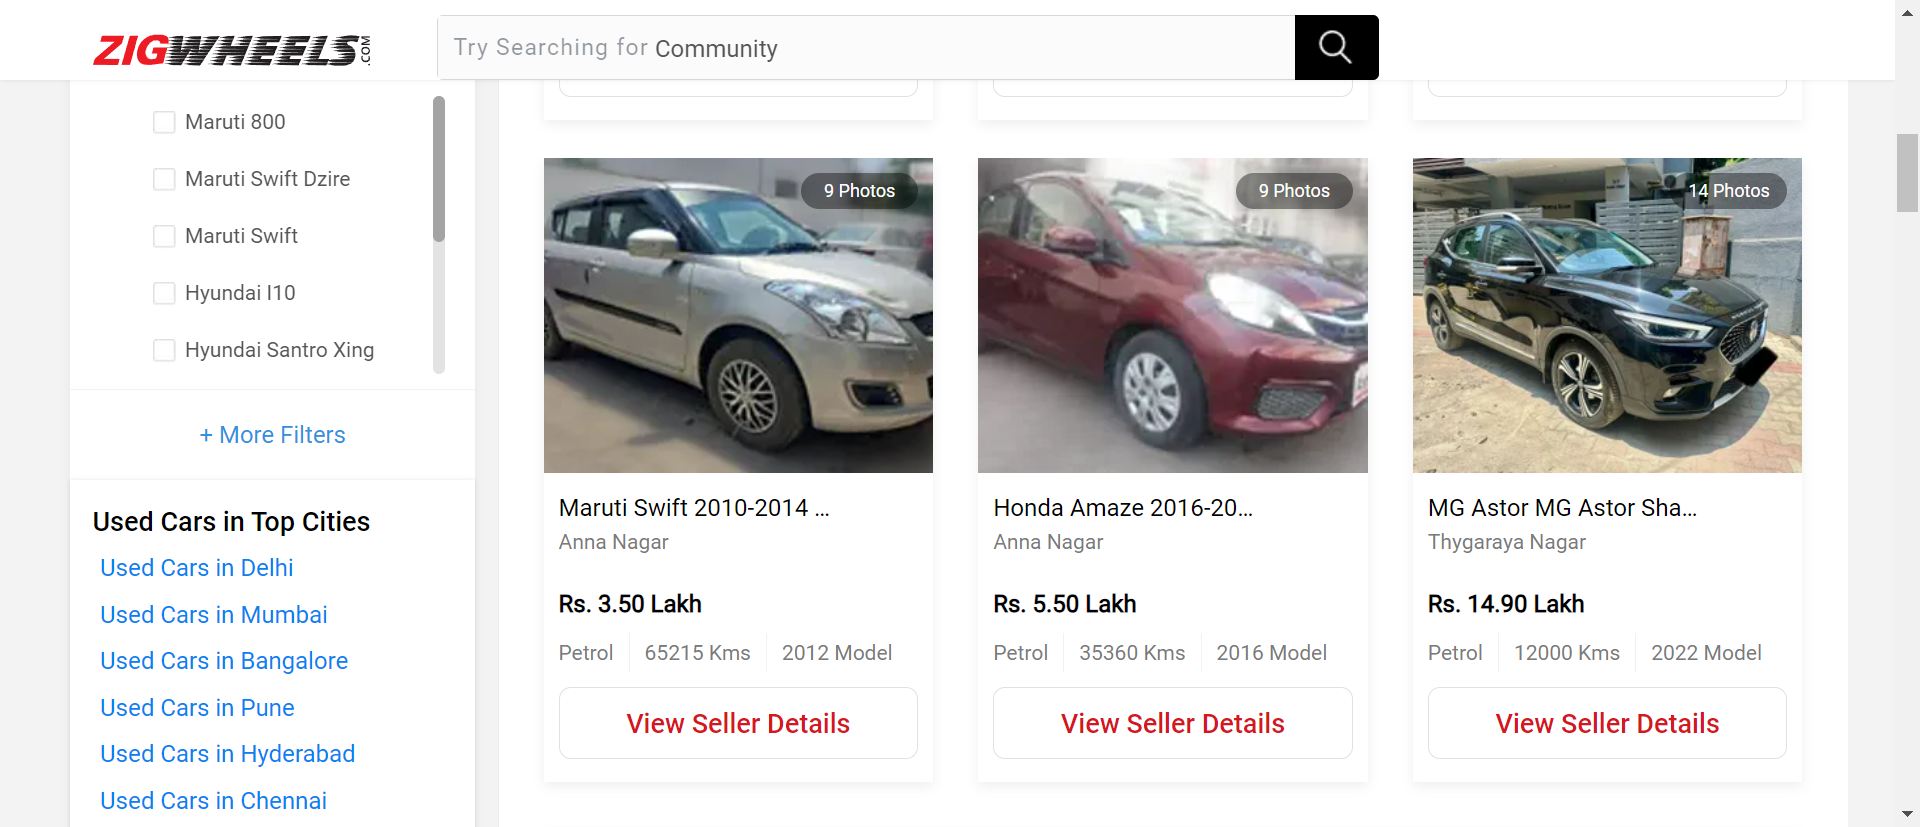 ZIGWHEELS.COM
Try Searching for Community
Maruti 800
Maruti Swift Dzire
Maruti Swift
Hyundai I10
Hyundai Santro Xing
+ More Filters
Used Cars in Top Cities
Used Cars in Delhi
Used Cars in Mumbai
Used Cars in Bangalore
Used Cars in Pune
Used Cars in Hyderabad
Used Cars in Chennai
9 Photos
Maruti Swift 2010-2014 ...
Anna Nagar
Rs. 3.50 Lakh
Petrol 65215 Kms 2012 Model
View Seller Details
9 Photos
Honda Amaze 2016-20...
Anna Nagar
Rs. 5.50 Lakh
Petrol 35360 Kms 2016 Model
View Seller Details
14 Photos
MG Astor MG Astor Sha...
Thygaraya Nagar
Rs. 14.90 Lakh
Petrol 12000 Kms 2022 Model
View Seller Details